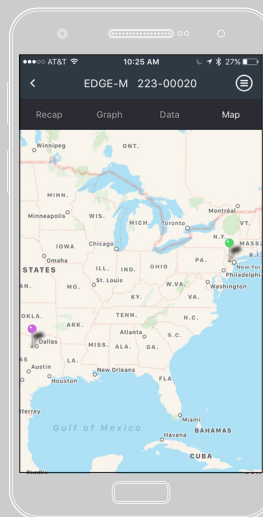 ●●●○○ AT&T 10:25 AM 27%
EDGE-M 223-00020
Recap Graph Data Map
Winnipeg
ONT.
MINN.
Montréal
Minneapolis WIS. MICH. Toronto VT.
N.Y. MASS.
IOWA Chicago R.I.
Omaha PA. New York
STATES ILL. IND. OHIO Philadelphia
MO. St. Louis W.VA. Washington
KY. VA.
OKLA. TENN. N.C.
ARK. Atlanta S.C.
Dallas MISS. ALA. GA.
LA.
Austin New Orleans
Houston FLA.
terrey
Miami
Gulf of Mexico BAHAMAS
Havana
CUBA